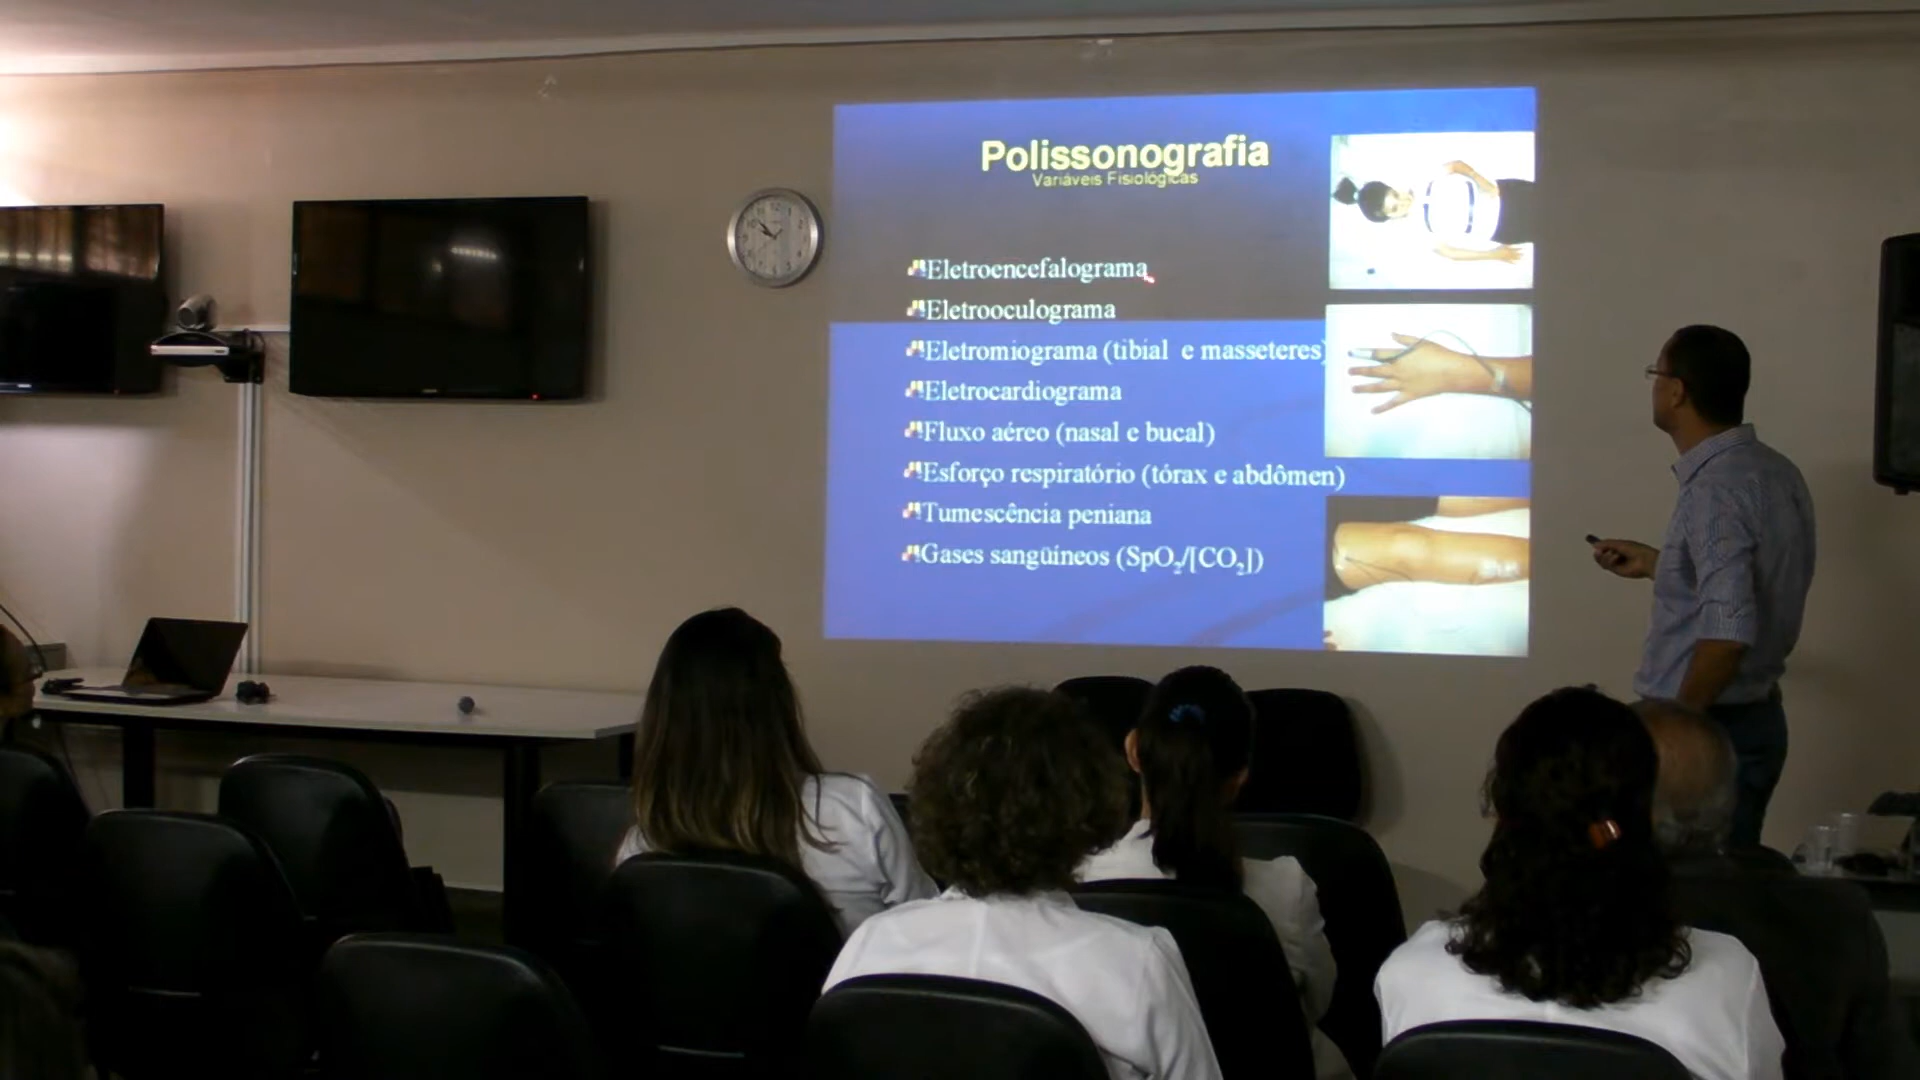 Polissonografia
Variáveis Fisiológicas
Eletroencefalograma
Eletrooculograma
Eletromiograma (tibial e masseteres)
Eletrocardiograma
Fluxo aéreo (nasal e bucal)
Esforço respiratório (tórax e abdômen)
Tumescência peniana
Gases sangüíneos (SpO₂/[CO₂])